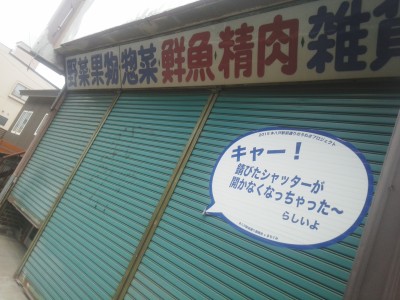 野菜果物・惣菜・鮮魚・精肉・雑貨
キャー！
錆びたシャッターが
開かなくなっちゃった〜
らしいよ